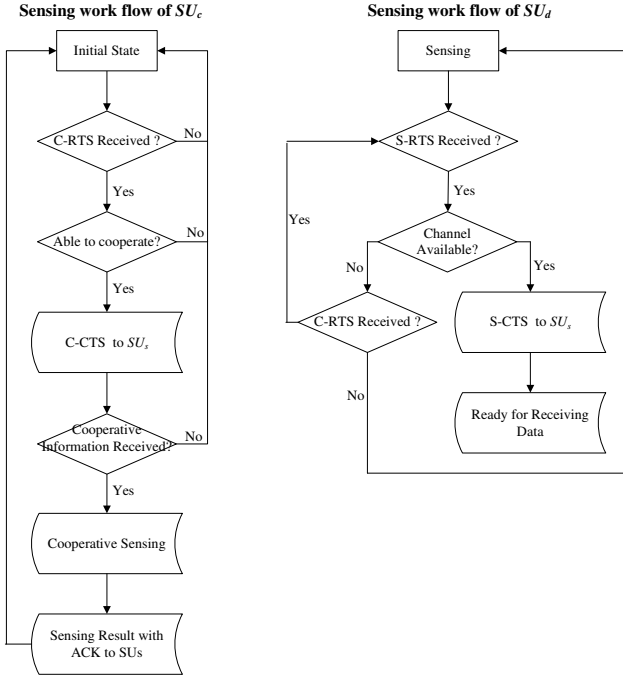 Sensing work flow of SUc
Initial State
C-RTS Received ?
No
Yes
Able to cooperate?
No
Yes
C-CTS to SUs
Cooperative
Information Received?
No
Yes
Cooperative Sensing
Sensing Result with
ACK to SUs
Sensing work flow of SUd
Sensing
S-RTS Received ?
Yes
Yes
Channel
Available?
No
Yes
C-RTS Received ?
S-CTS to SUs
No
Ready for Receiving
Data